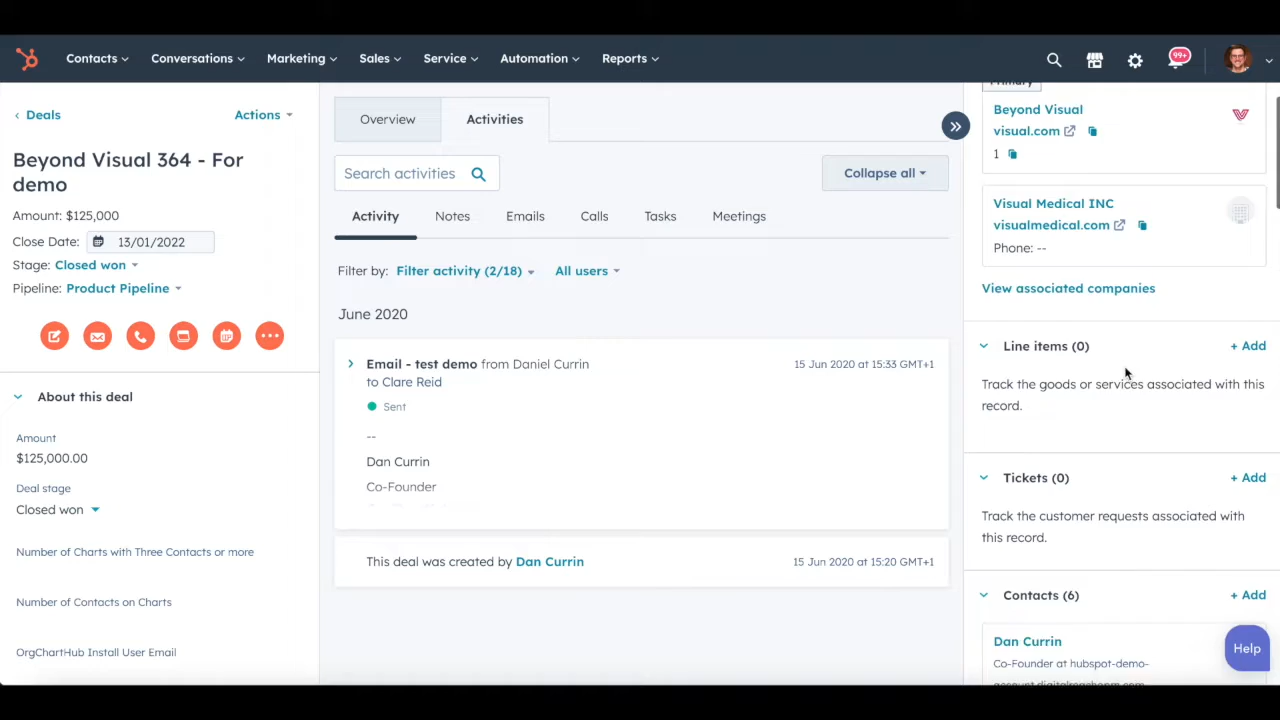 Contacts
Conversations
Marketing
Sales
Service
Automation
Reports
99+
Deals
Actions
Beyond Visual 364 - For
demo
Amount: $125,000
Close Date: 13/01/2022
Stage: Closed won
Pipeline: Product Pipeline
About this deal
Amount
$125,000.00
Deal stage
Closed won
Number of Charts with Three Contacts or more
Number of Contacts on Charts
OrgChartHub Install User Email
Overview
Activities
Search activities
Collapse all
Activity
Notes
Emails
Calls
Tasks
Meetings
Filter by: Filter activity (2/18) All users
June 2020
Email - test demo from Daniel Currin 15 Jun 2020 at 15:33 GMT+1
to Clare Reid
Sent
--
Dan Currin
Co-Founder
This deal was created by Dan Currin 15 Jun 2020 at 15:20 GMT+1
Primary
Beyond Visual
visual.com
1
Visual Medical INC
visualmedical.com
Phone: --
View associated companies
Line items (0) + Add
Track the goods or services associated with this
record.
Tickets (0) + Add
Track the customer requests associated with
this record.
Contacts (6) + Add
Dan Currin
Co-Founder at hubspot-demo-
Help